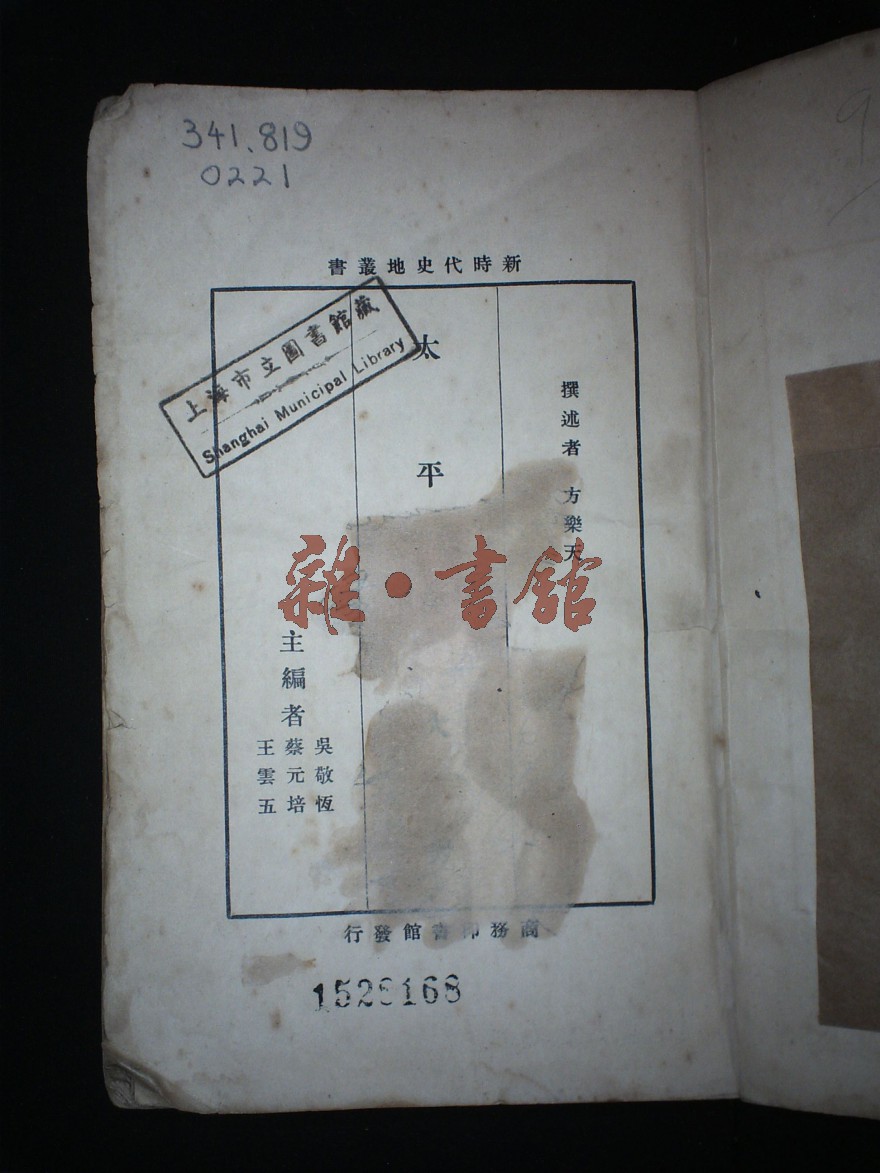 341.819
0221
新時代史地叢書
上海市立圖書館藏
Shanghai Municipal Library
撰述者 方樂天
太平
主編者
吳敬恆
蔡元培
王雲五
商務印書館發行
1526168
雜·書館